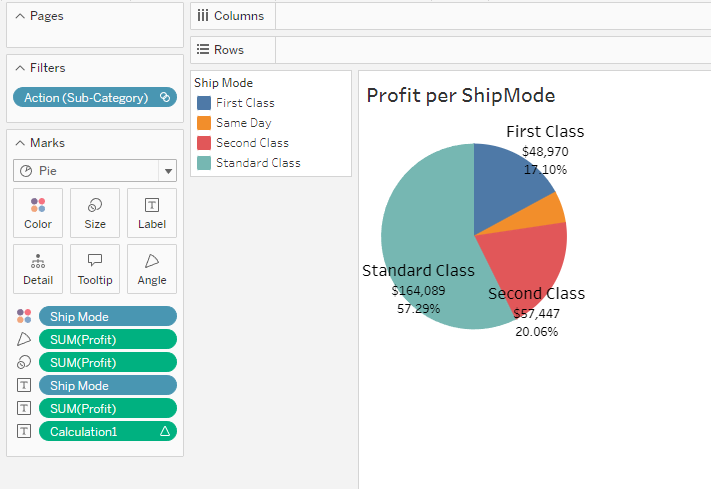 Pages
Filters
Action (Sub-Category)
Marks
Pie
Color
Size
Label
Detail
Tooltip
Angle
Ship Mode
SUM(Profit)
SUM(Profit)
Ship Mode
SUM(Profit)
Calculation1
Columns
Rows
Ship Mode
First Class
Same Day
Second Class
Standard Class
Profit per ShipMode
First Class
$48,970
17.10%
Standard Class
$164,089
57.29%
Second Class
$57,447
20.06%